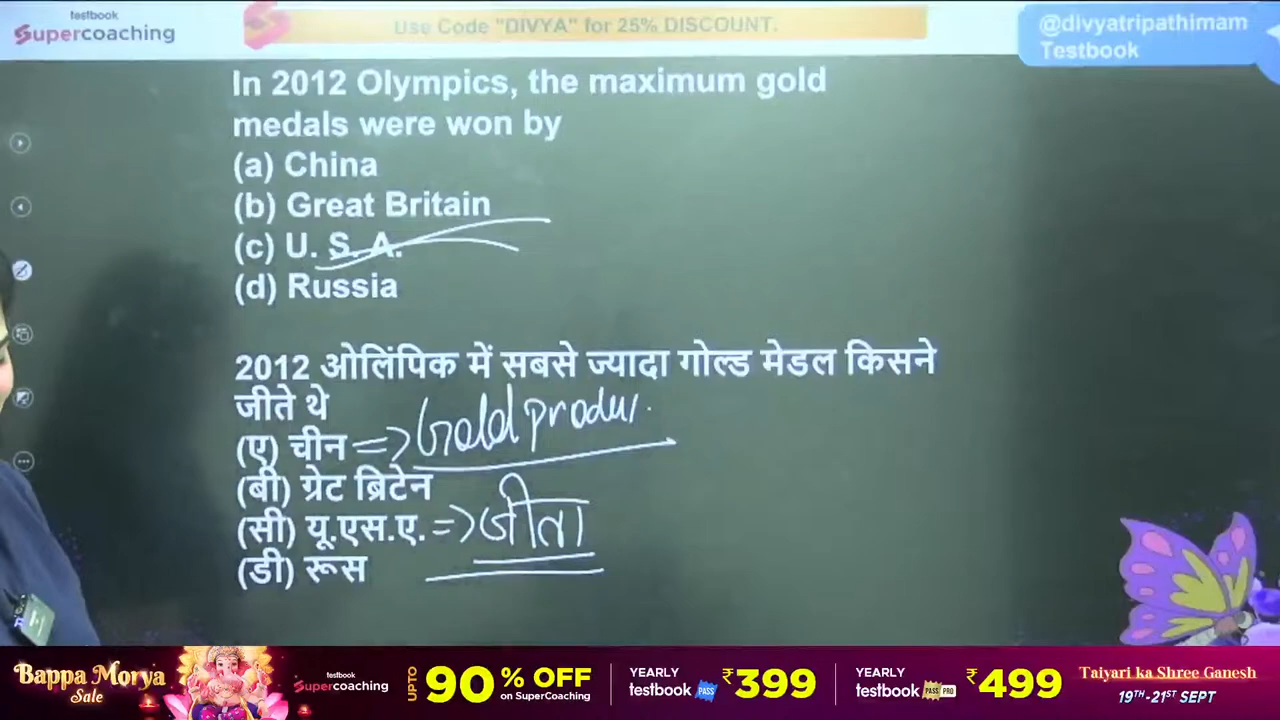 testbook
Supercoaching
Use Code "DIVYA" for 25% DISCOUNT.
@divyatripathimam
Testbook
In 2012 Olympics, the maximum gold
medals were won by
(a) China
(b) Great Britain
(c) U. S. A.
(d) Russia
2012 ओलिंपिक में सबसे ज्यादा गोल्ड मेडल किसने
जीते थे
(ए) चीन => Gold produ.
(बी) ग्रेट ब्रिटेन
(सी) यू.एस.ए. => जीता
(डी) रूस
Bappa Morya
Sale
testbook
Supercoaching
UPTO 90% OFF
on SuperCoaching
YEARLY
testbook PASS
₹399
YEARLY
testbook PASS PRO
₹499
Taiyari ka Shree Ganesh
19TH-21ST SEPT